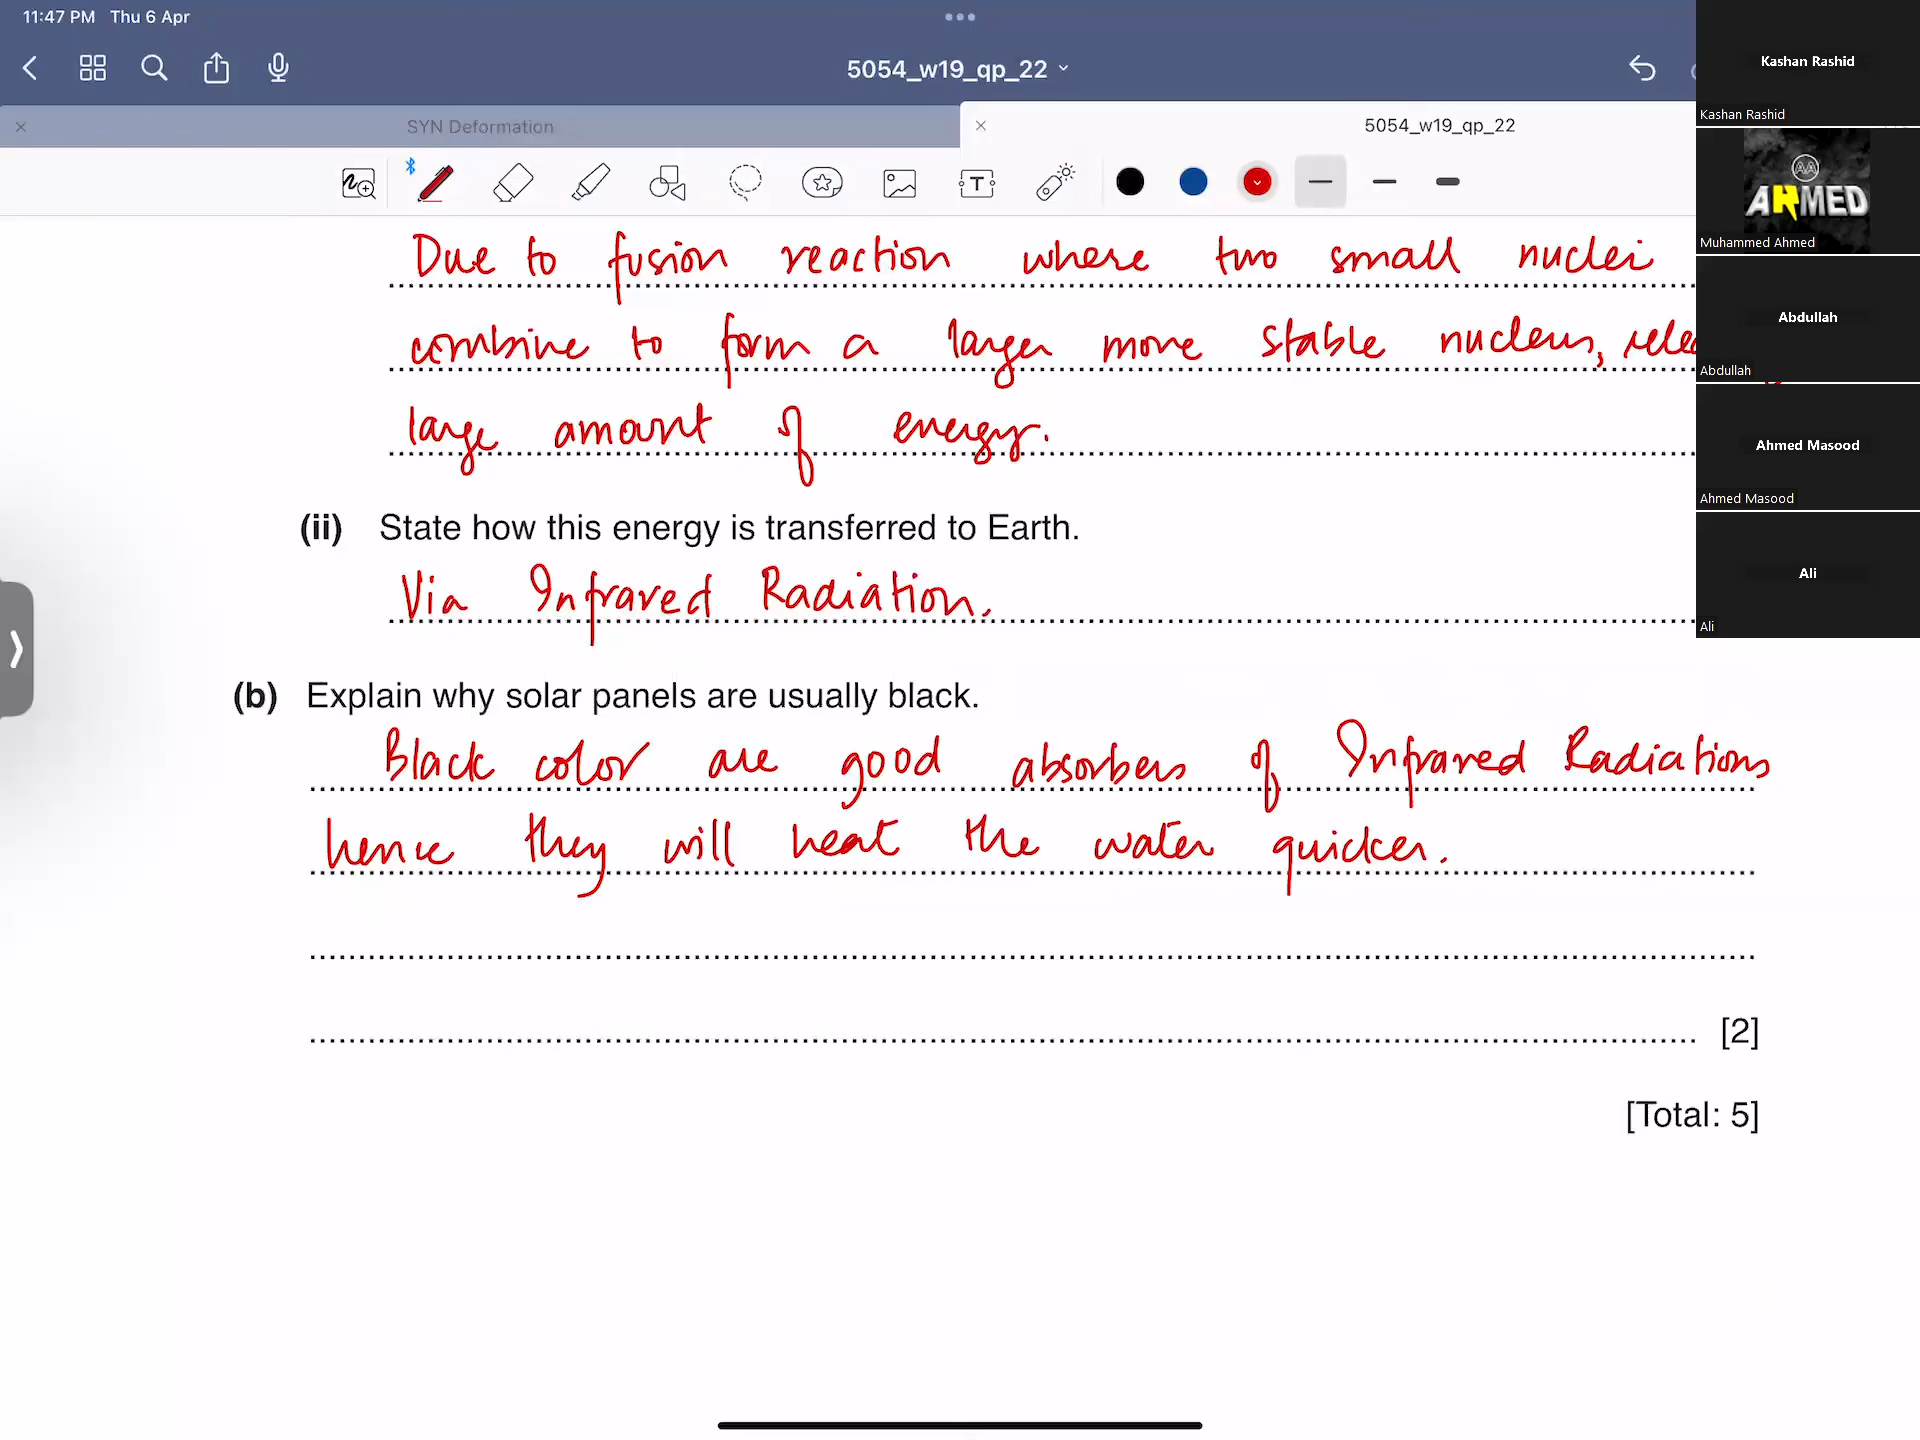 11:47 PM Thu 6 Apr
5054_w19_qp_22
SYN Deformation
5054_w19_qp_22
Due to fusion reaction where two small nuclei
combine to form a larger more stable nucleus,
large amount of energy.
(ii) State how this energy is transferred to Earth.
Via Infrared Radiation.
(b) Explain why solar panels are usually black.
Black color are good absorbers of Infrared Radiations
hence they will heat the water quicker.
[2]
[Total: 5]
Kashan Rashid
Kashan Rashid
AA
AHMED
Muhammed Ahmed
Abdullah
Abdullah
Ahmed Masood
Ahmed Masood
Ali
Ali